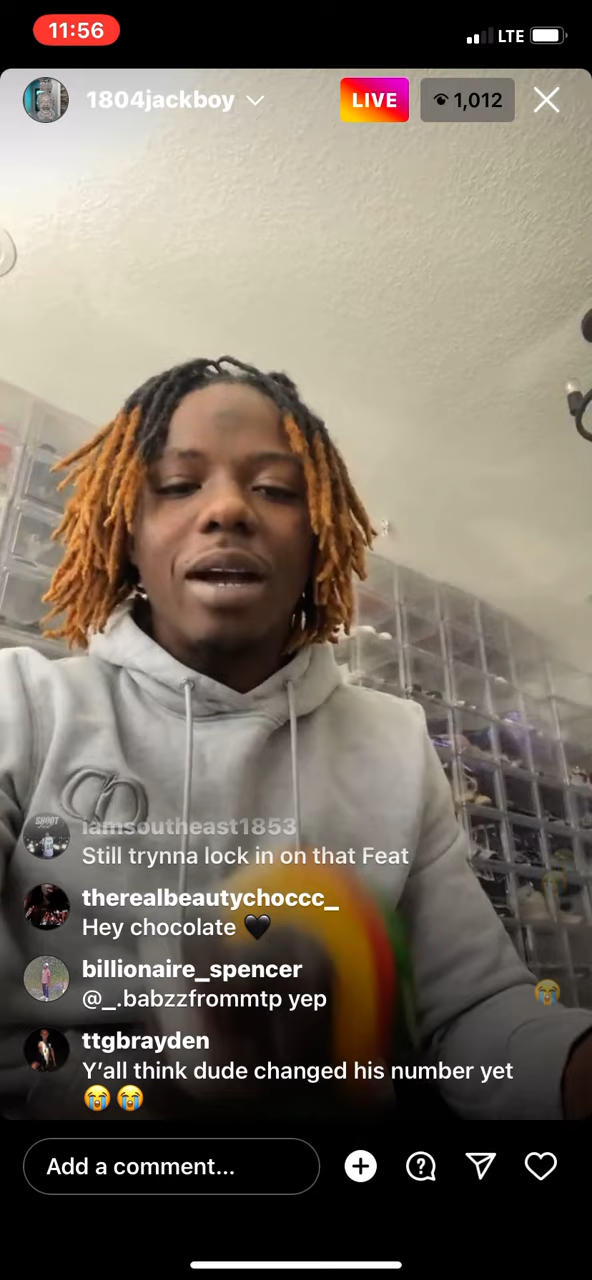 11:56
LTE
1804jackboy
LIVE
1,012
SHOOT
iamsoutheast1853
Still trynna lock in on that Feat
therealbeautychoccc_
Hey chocolate 🖤
billionaire_spencer
@_.babzzfrommtp yep
ttgbrayden
Y'all think dude changed his number yet
😭 😭
Add a comment...